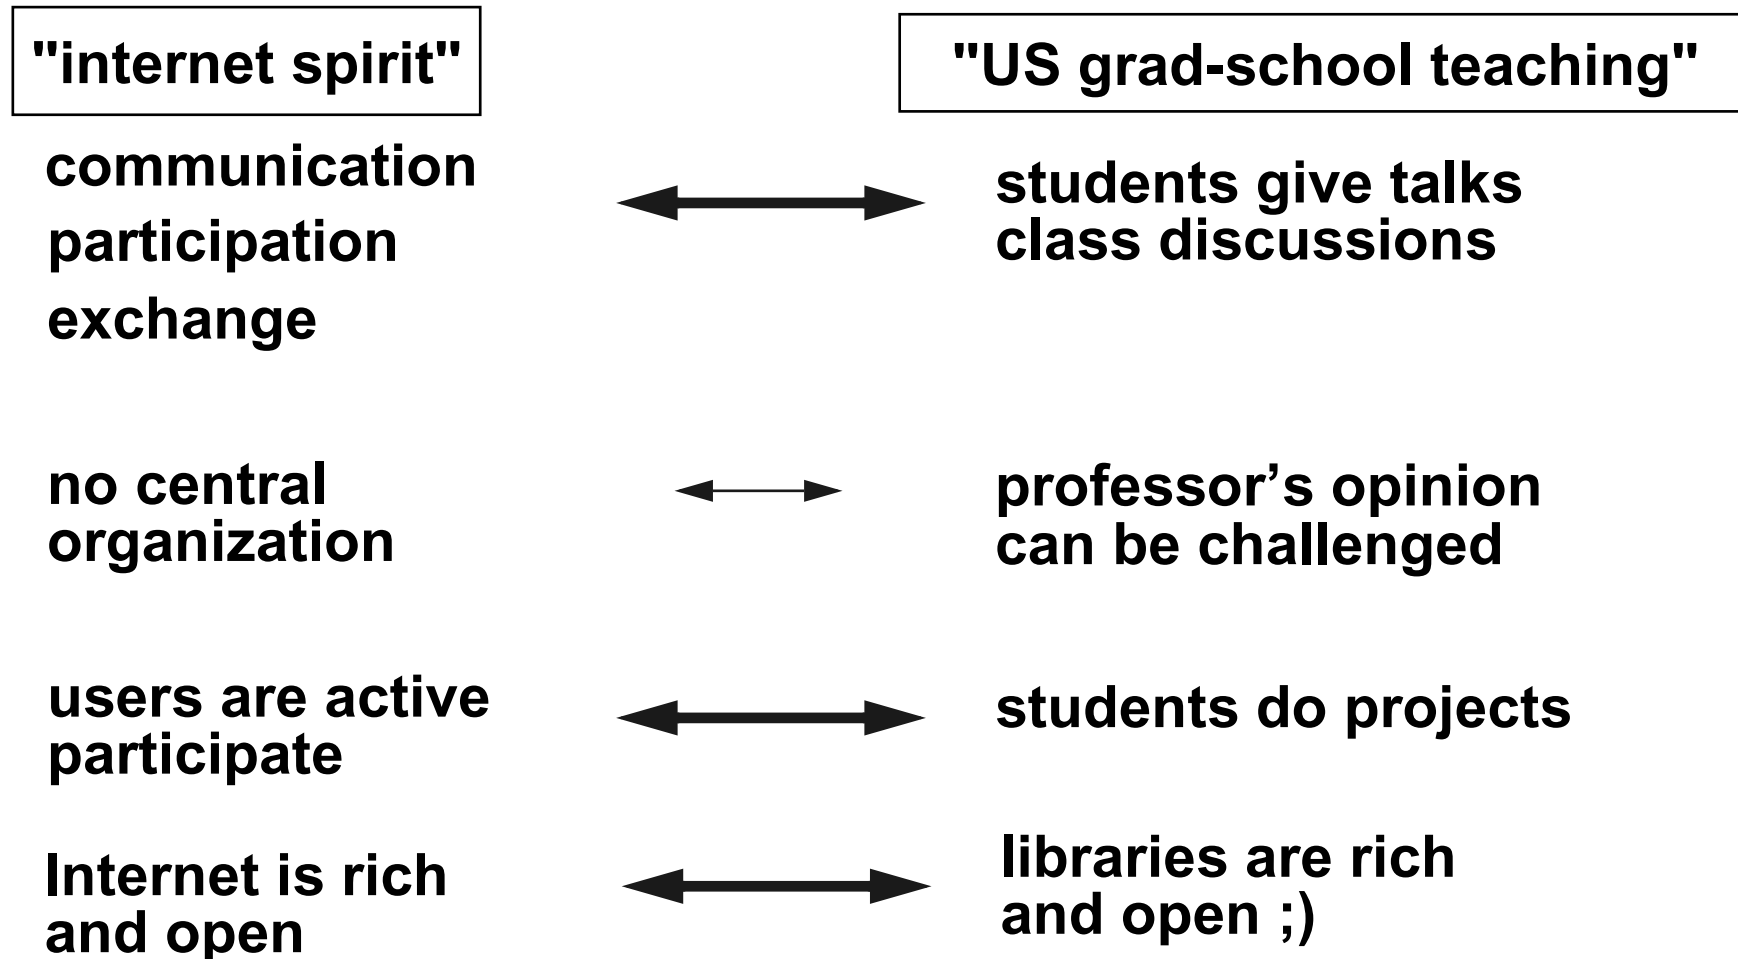 "internet spirit"
"US grad-school teaching"
communication
participation
exchange
students give talks
class discussions
no central
organization
professor’s opinion
can be challenged
users are active
participate
students do projects
Internet is rich
and open
libraries are rich
and open ;)